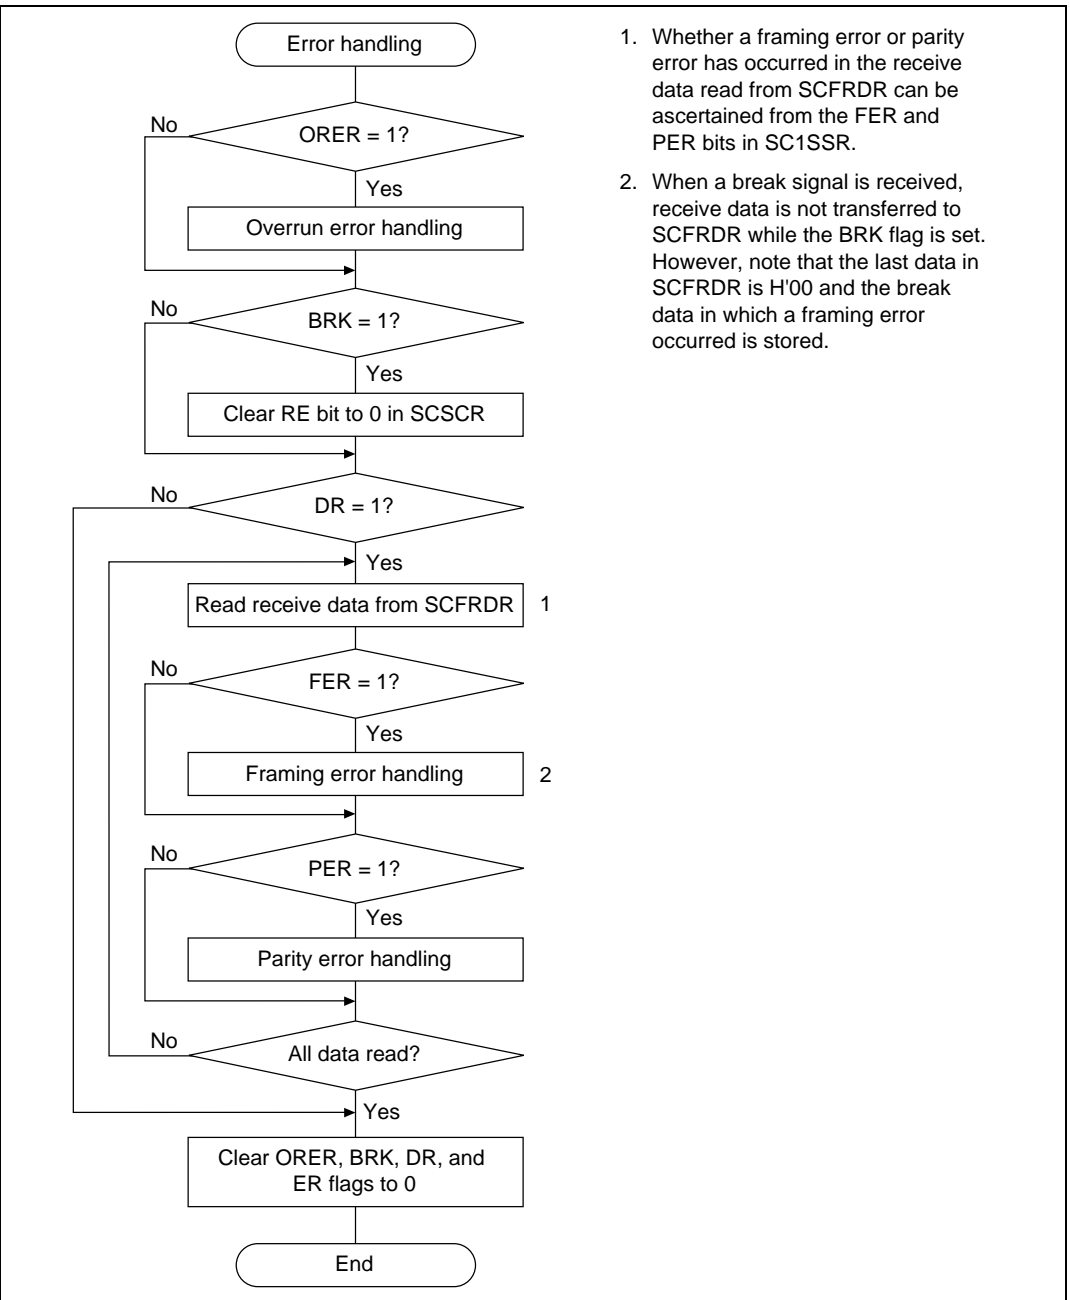 Error handling
No
ORER = 1?
Yes
Overrun error handling
No
BRK = 1?
Yes
Clear RE bit to 0 in SCSCR
No
DR = 1?
Yes
Read receive data from SCFRDR 1
No
FER = 1?
Yes
Framing error handling 2
No
PER = 1?
Yes
Parity error handling
No
All data read?
Yes
Clear ORER, BRK, DR, and
ER flags to 0
End
1. Whether a framing error or parity
error has occurred in the receive
data read from SCFRDR can be
ascertained from the FER and
PER bits in SC1SSR.
2. When a break signal is received,
receive data is not transferred to
SCFRDR while the BRK flag is set.
However, note that the last data in
SCFRDR is H'00 and the break
data in which a framing error
occurred is stored.